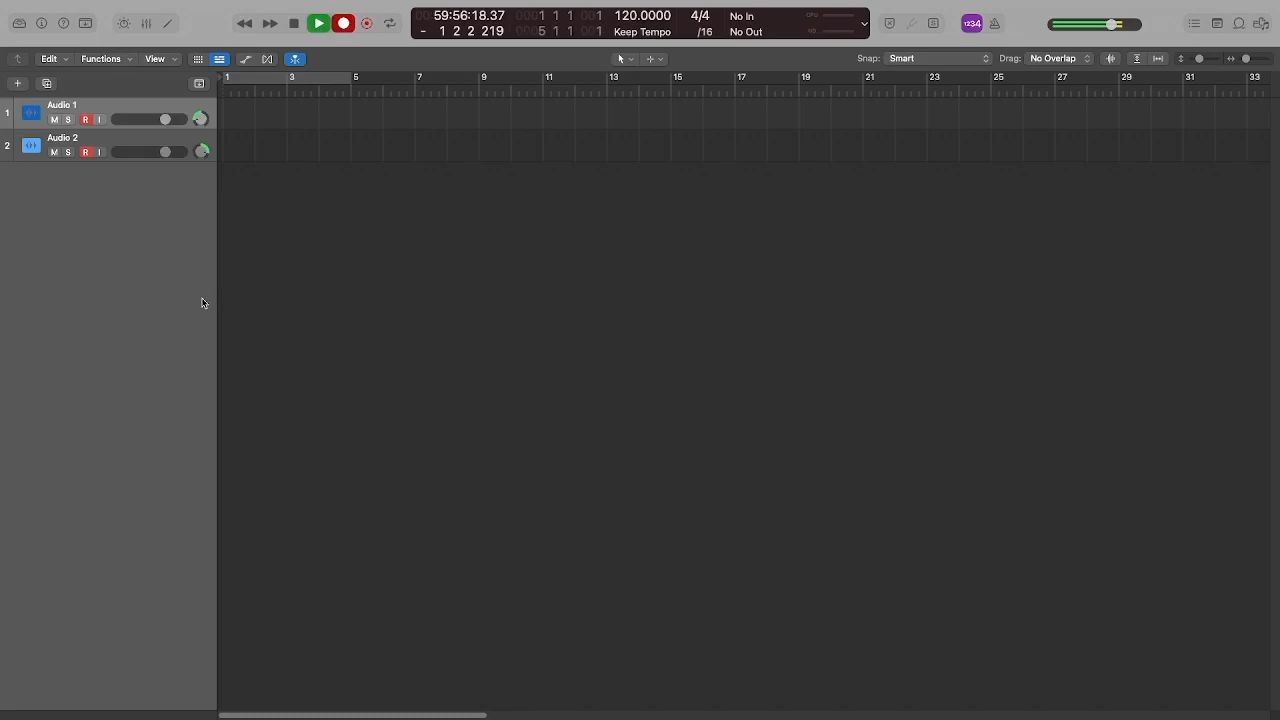 59:56:18.37 1 1 1 1 120.0000 4/4 No In CPU
- 1 2 2 219 5 1 1 1 Keep Tempo /16 No Out HD
1234
Edit Functions View Snap: Smart Drag: No Overlap
1 3 5 7 9 11 13 15 17 19 21 23 25 27 29 31 33
1 Audio 1
M S R I
2 Audio 2
M S R I